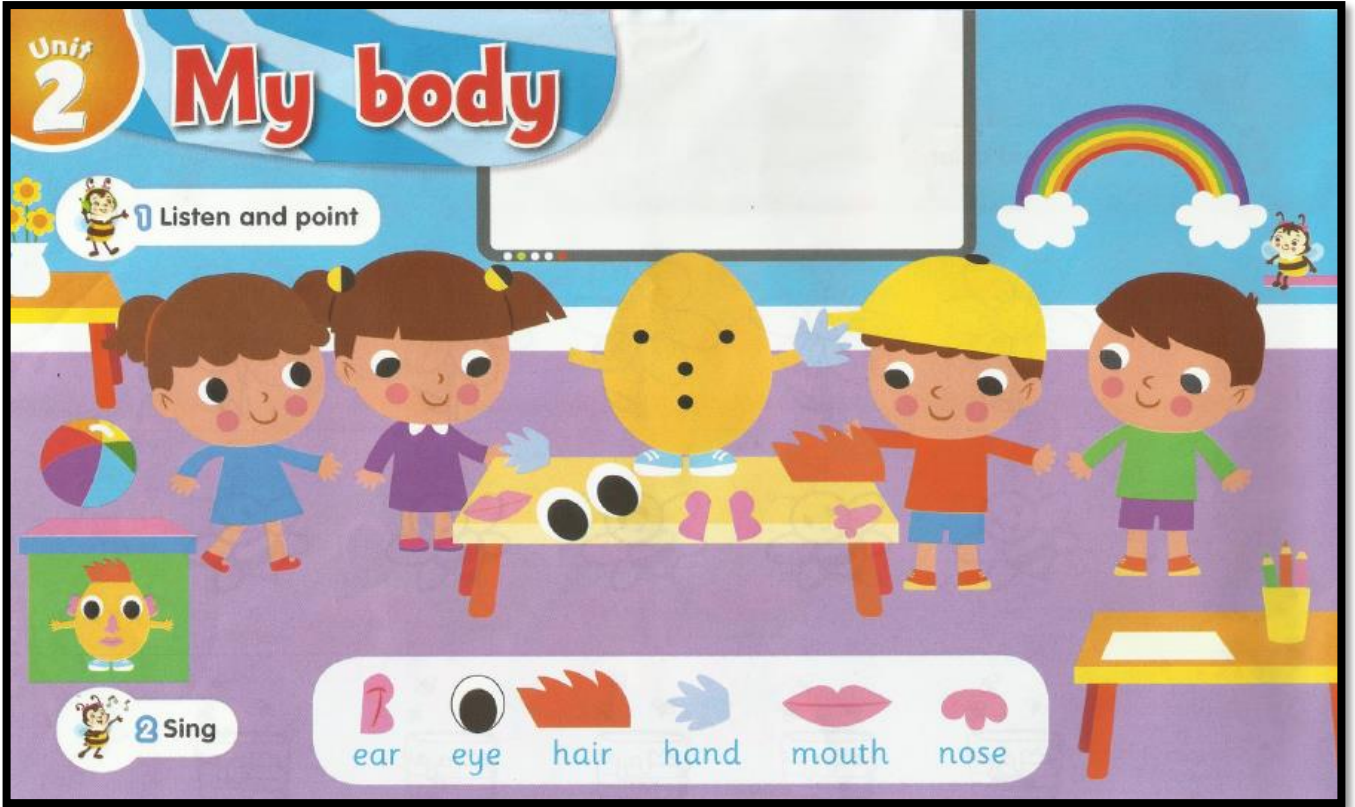 Unit
2
My body
1 Listen and point
2 Sing
ear eye hair hand mouth nose